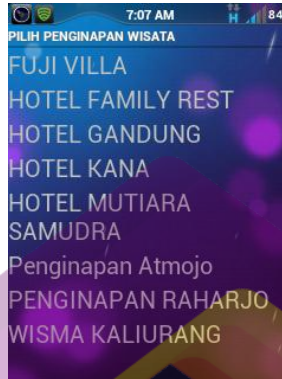 7:07 AM
H
84
PILIH PENGINAPAN WISATA
FUJI VILLA
HOTEL FAMILY REST
HOTEL GANDUNG
HOTEL KANA
HOTEL MUTIARA
SAMUDRA
Penginapan Atmojo
PENGINAPAN RAHARJO
WISMA KALIURANG